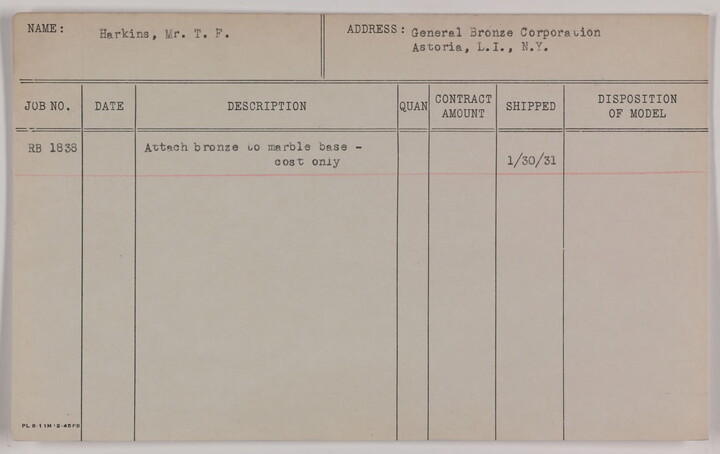 NAME: Harkins, Mr. T. F.
ADDRESS: General Bronze Corporation
Astoria, L.I., N.Y.
JOB NO. DATE DESCRIPTION QUAN CONTRACT AMOUNT SHIPPED DISPOSITION OF MODEL
RB 1838 Attach bronze to marble base -
cost only 1/30/31